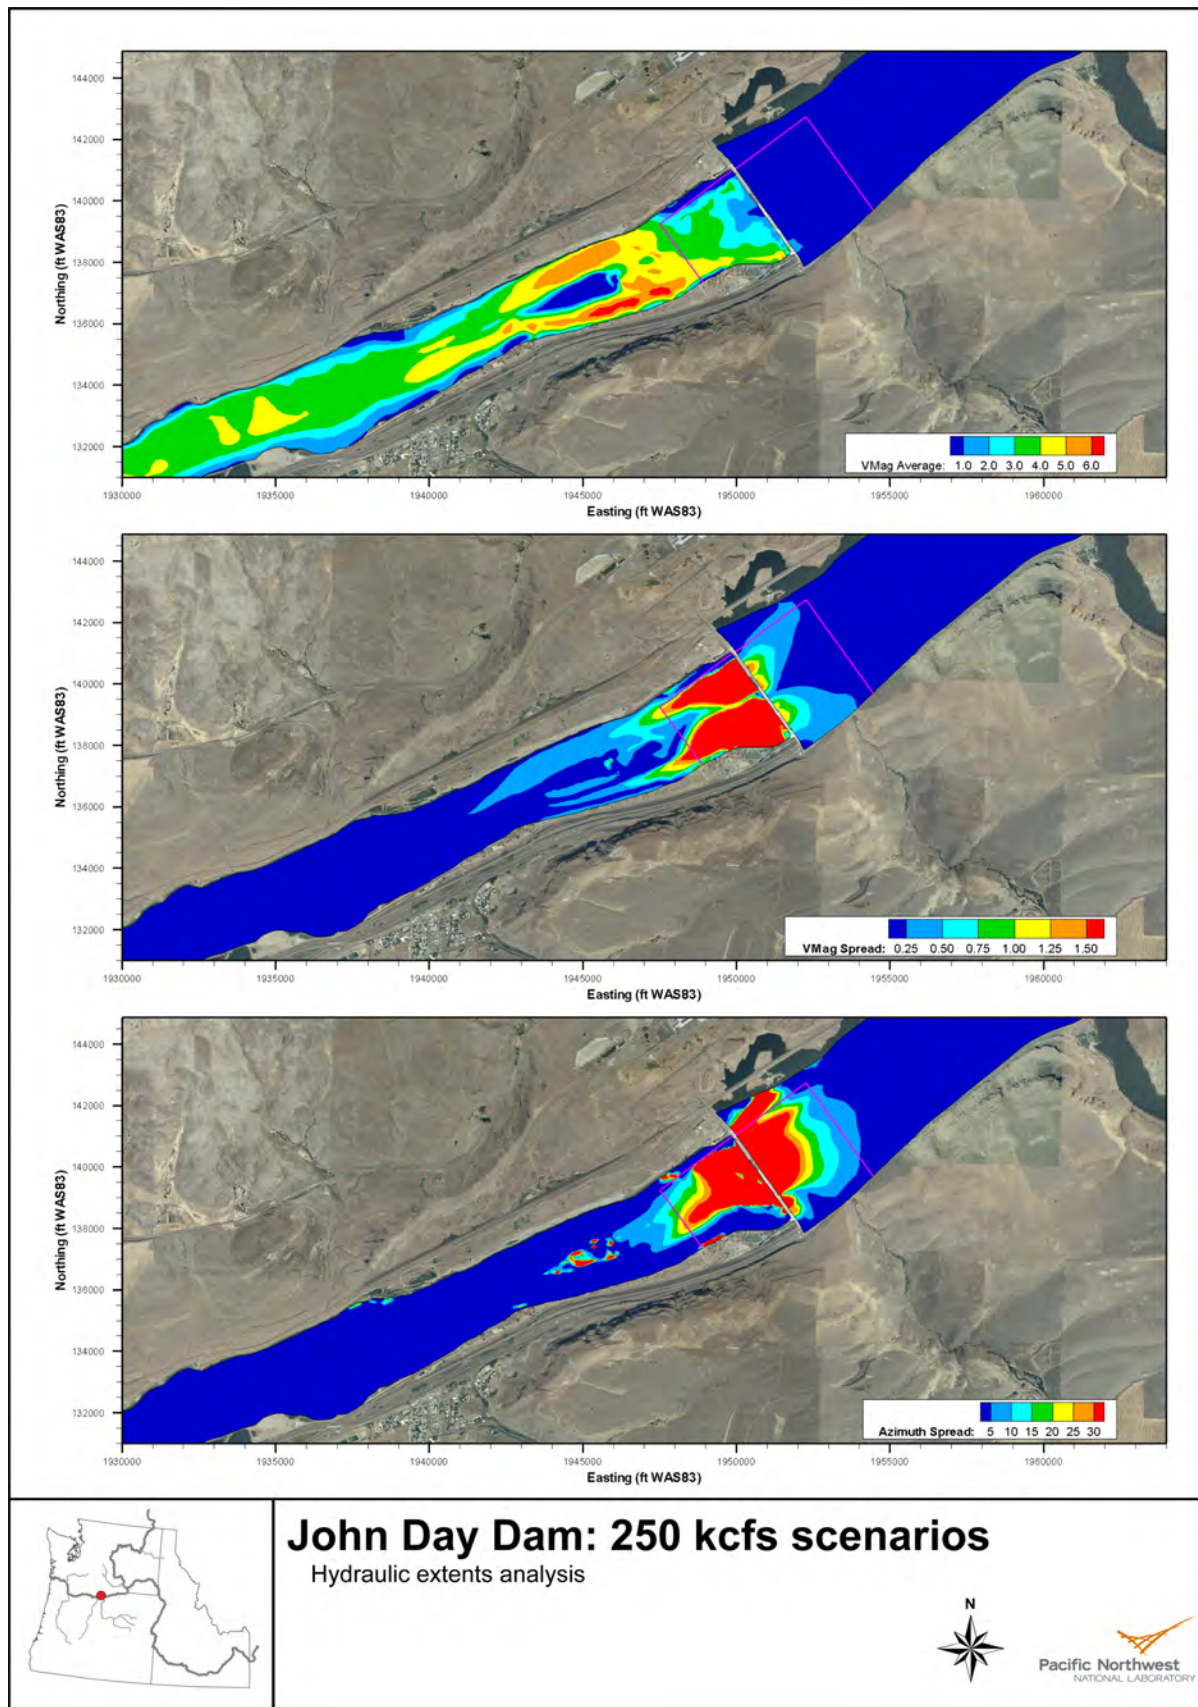 144000
142000
140000
138000
136000
134000
132000
Northing (ft WAS83)
VMag Average: 1.0 2.0 3.0 4.0 5.0 6.0
1930000 1935000 1940000 1945000 1950000 1955000 1960000
Easting (ft WAS83)
144000
142000
140000
138000
136000
134000
132000
Northing (ft WAS83)
VMag Spread: 0.25 0.50 0.75 1.00 1.25 1.50
1930000 1935000 1940000 1945000 1950000 1955000 1960000
Easting (ft WAS83)
144000
142000
140000
138000
136000
134000
132000
Northing (ft WAS83)
Azimuth Spread: 5 10 15 20 25 30
1930000 1935000 1940000 1945000 1950000 1955000 1960000
Easting (ft WAS83)
John Day Dam: 250 kcfs scenarios
Hydraulic extents analysis
N
Pacific Northwest
NATIONAL LABORATORY